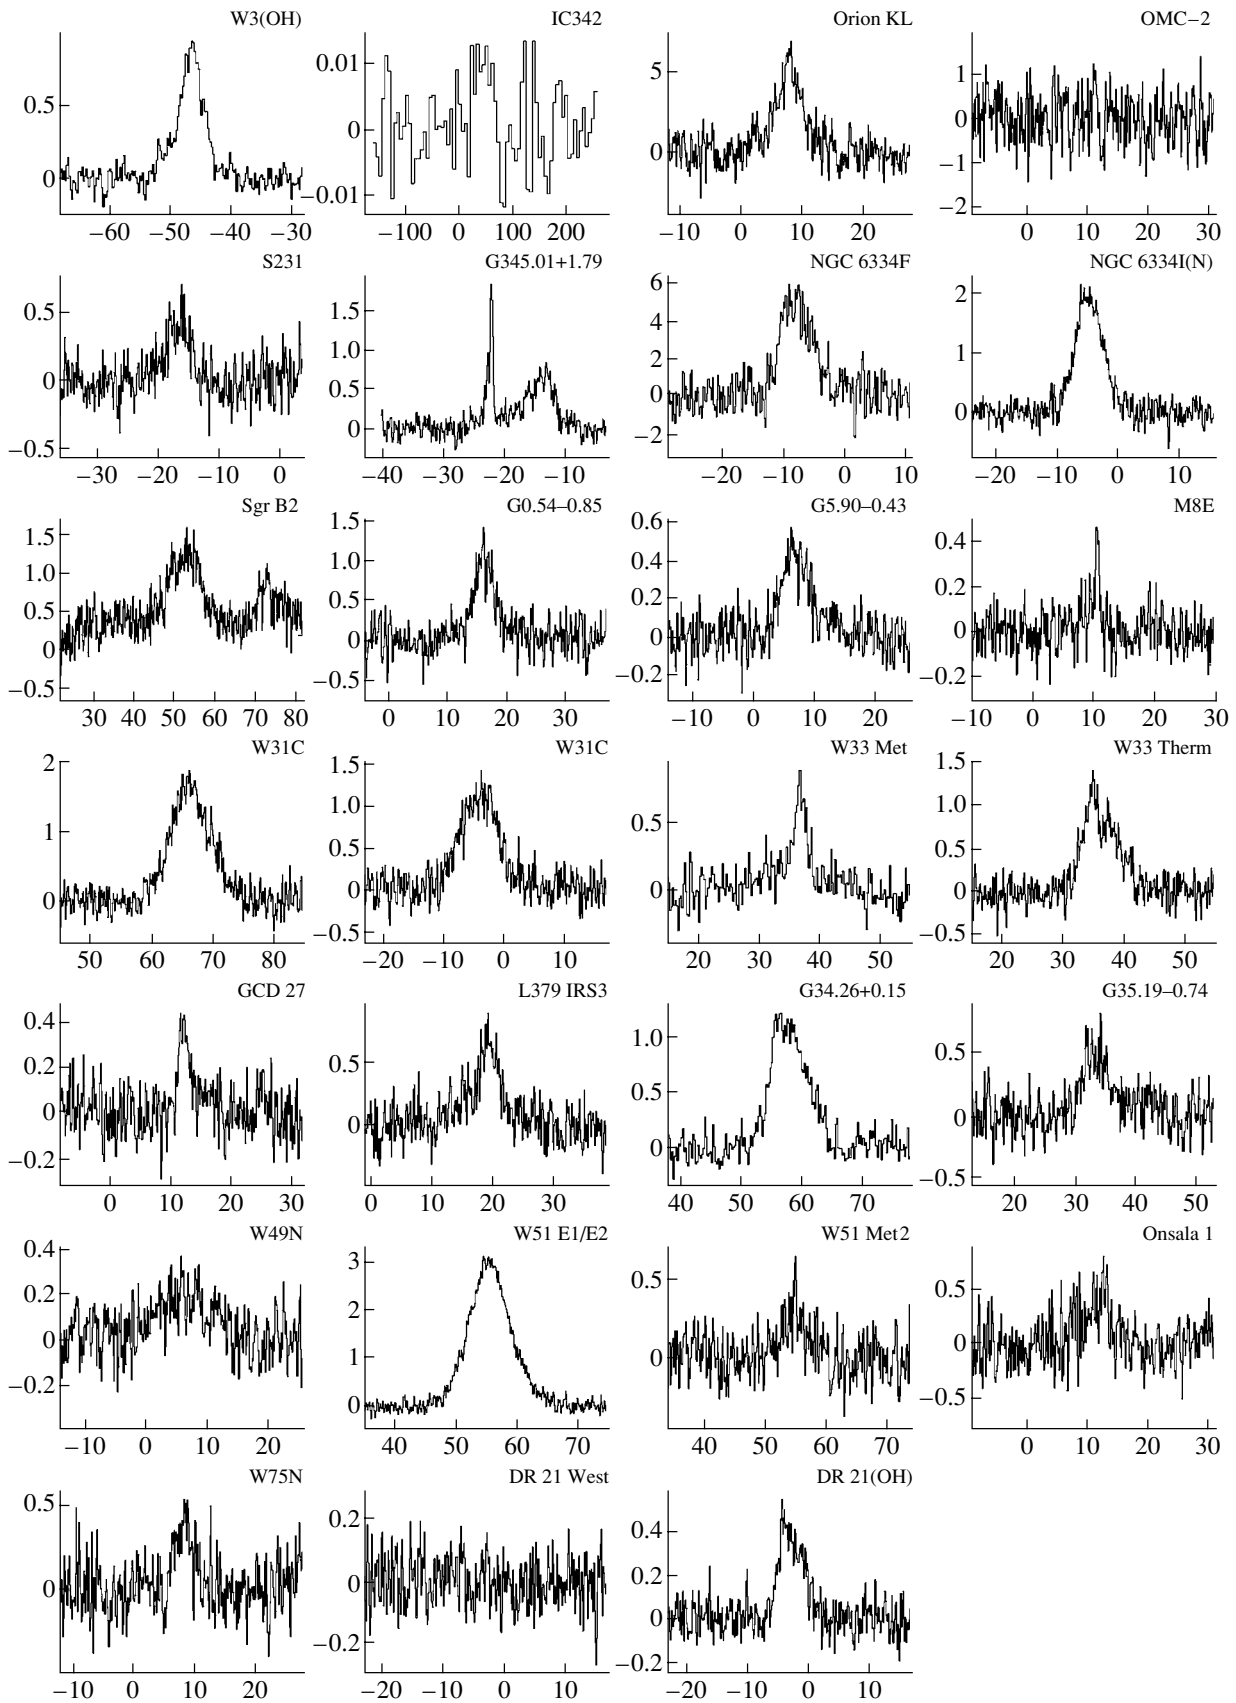 W3(OH) IC342 Orion KL OMC−2
0.5
0
−60 −50 −40 −30
0.01
0
−0.01
−100 0 100 200
5
0
−10 0 10 20
1
0
−1
−2
0 10 20 30
S231 G345.01+1.79 NGC 6334F NGC 6334I(N)
0.5
0
−0.5
−30 −20 −10 0
1.5
1.0
0.5
0
−40 −30 −20 −10
6
4
2
0
−2
−20 −10 0 10
2
1
0
−20 −10 0 10
Sgr B2 G0.54–0.85 G5.90–0.43 M8E
1.5
1.0
0.5
0
−0.5
30 40 50 60 70 80
1.5
1.0
0.5
0
−0.5
0 10 20 30
0.6
0.4
0.2
0
−0.2
−10 0 10 20
0.4
0.2
0
−0.2
−10 0 10 20 30
W31C W31C W33 Met W33 Therm
2
1
0
50 60 70 80
1.5
1.0
0.5
0
−0.5
−20 −10 0 10
0.5
0
20 30 40 50
1.5
1.0
0.5
0
−0.5
20 30 40 50
GCD 27 L379 IRS3 G34.26+0.15 G35.19–0.74
0.4
0.2
0
−0.2
0 10 20 30
0.5
0
0 10 20 30
1.0
0.5
0
40 50 60 70
0.5
0
−0.5
20 30 40 50
W49N W51 E1/E2 W51 Met2 Onsala 1
0.4
0.2
0
−0.2
−10 0 10 20
3
2
1
0
40 50 60 70
0.5
0
40 50 60 70
0.5
0
−0.5
0 10 20 30
W75N DR 21 West DR 21(OH)
0.5
0
−10 0 10 20
0.2
0
−0.2
−20 −10 0 10
0.4
0.2
0
−0.2
−20 −10 0 10